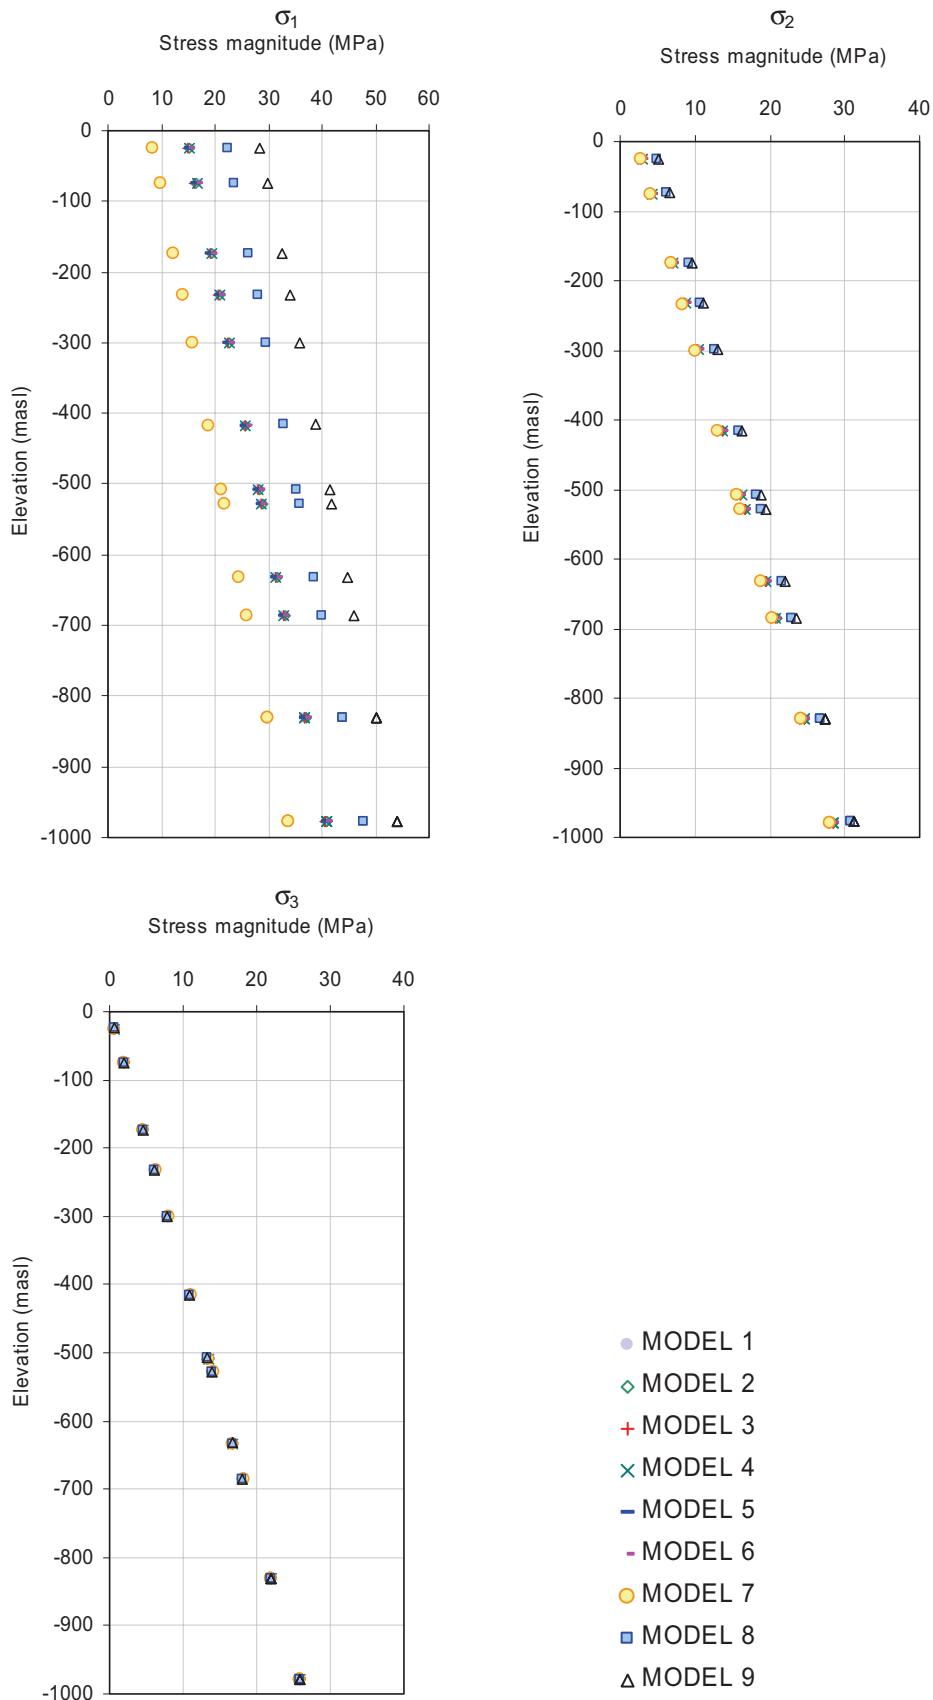 σ1
Stress magnitude (MPa)
0 10 20 30 40 50 60
0
-100
-200
-300
-400
-500
-600
-700
-800
-900
-1000
Elevation (masl)
σ2
Stress magnitude (MPa)
0 10 20 30 40
0
-100
-200
-300
-400
-500
-600
-700
-800
-900
-1000
Elevation (masl)
σ3
Stress magnitude (MPa)
0 10 20 30 40
0
-100
-200
-300
-400
-500
-600
-700
-800
-900
-1000
Elevation (masl)
MODEL 1
MODEL 2
MODEL 3
MODEL 4
MODEL 5
MODEL 6
MODEL 7
MODEL 8
MODEL 9